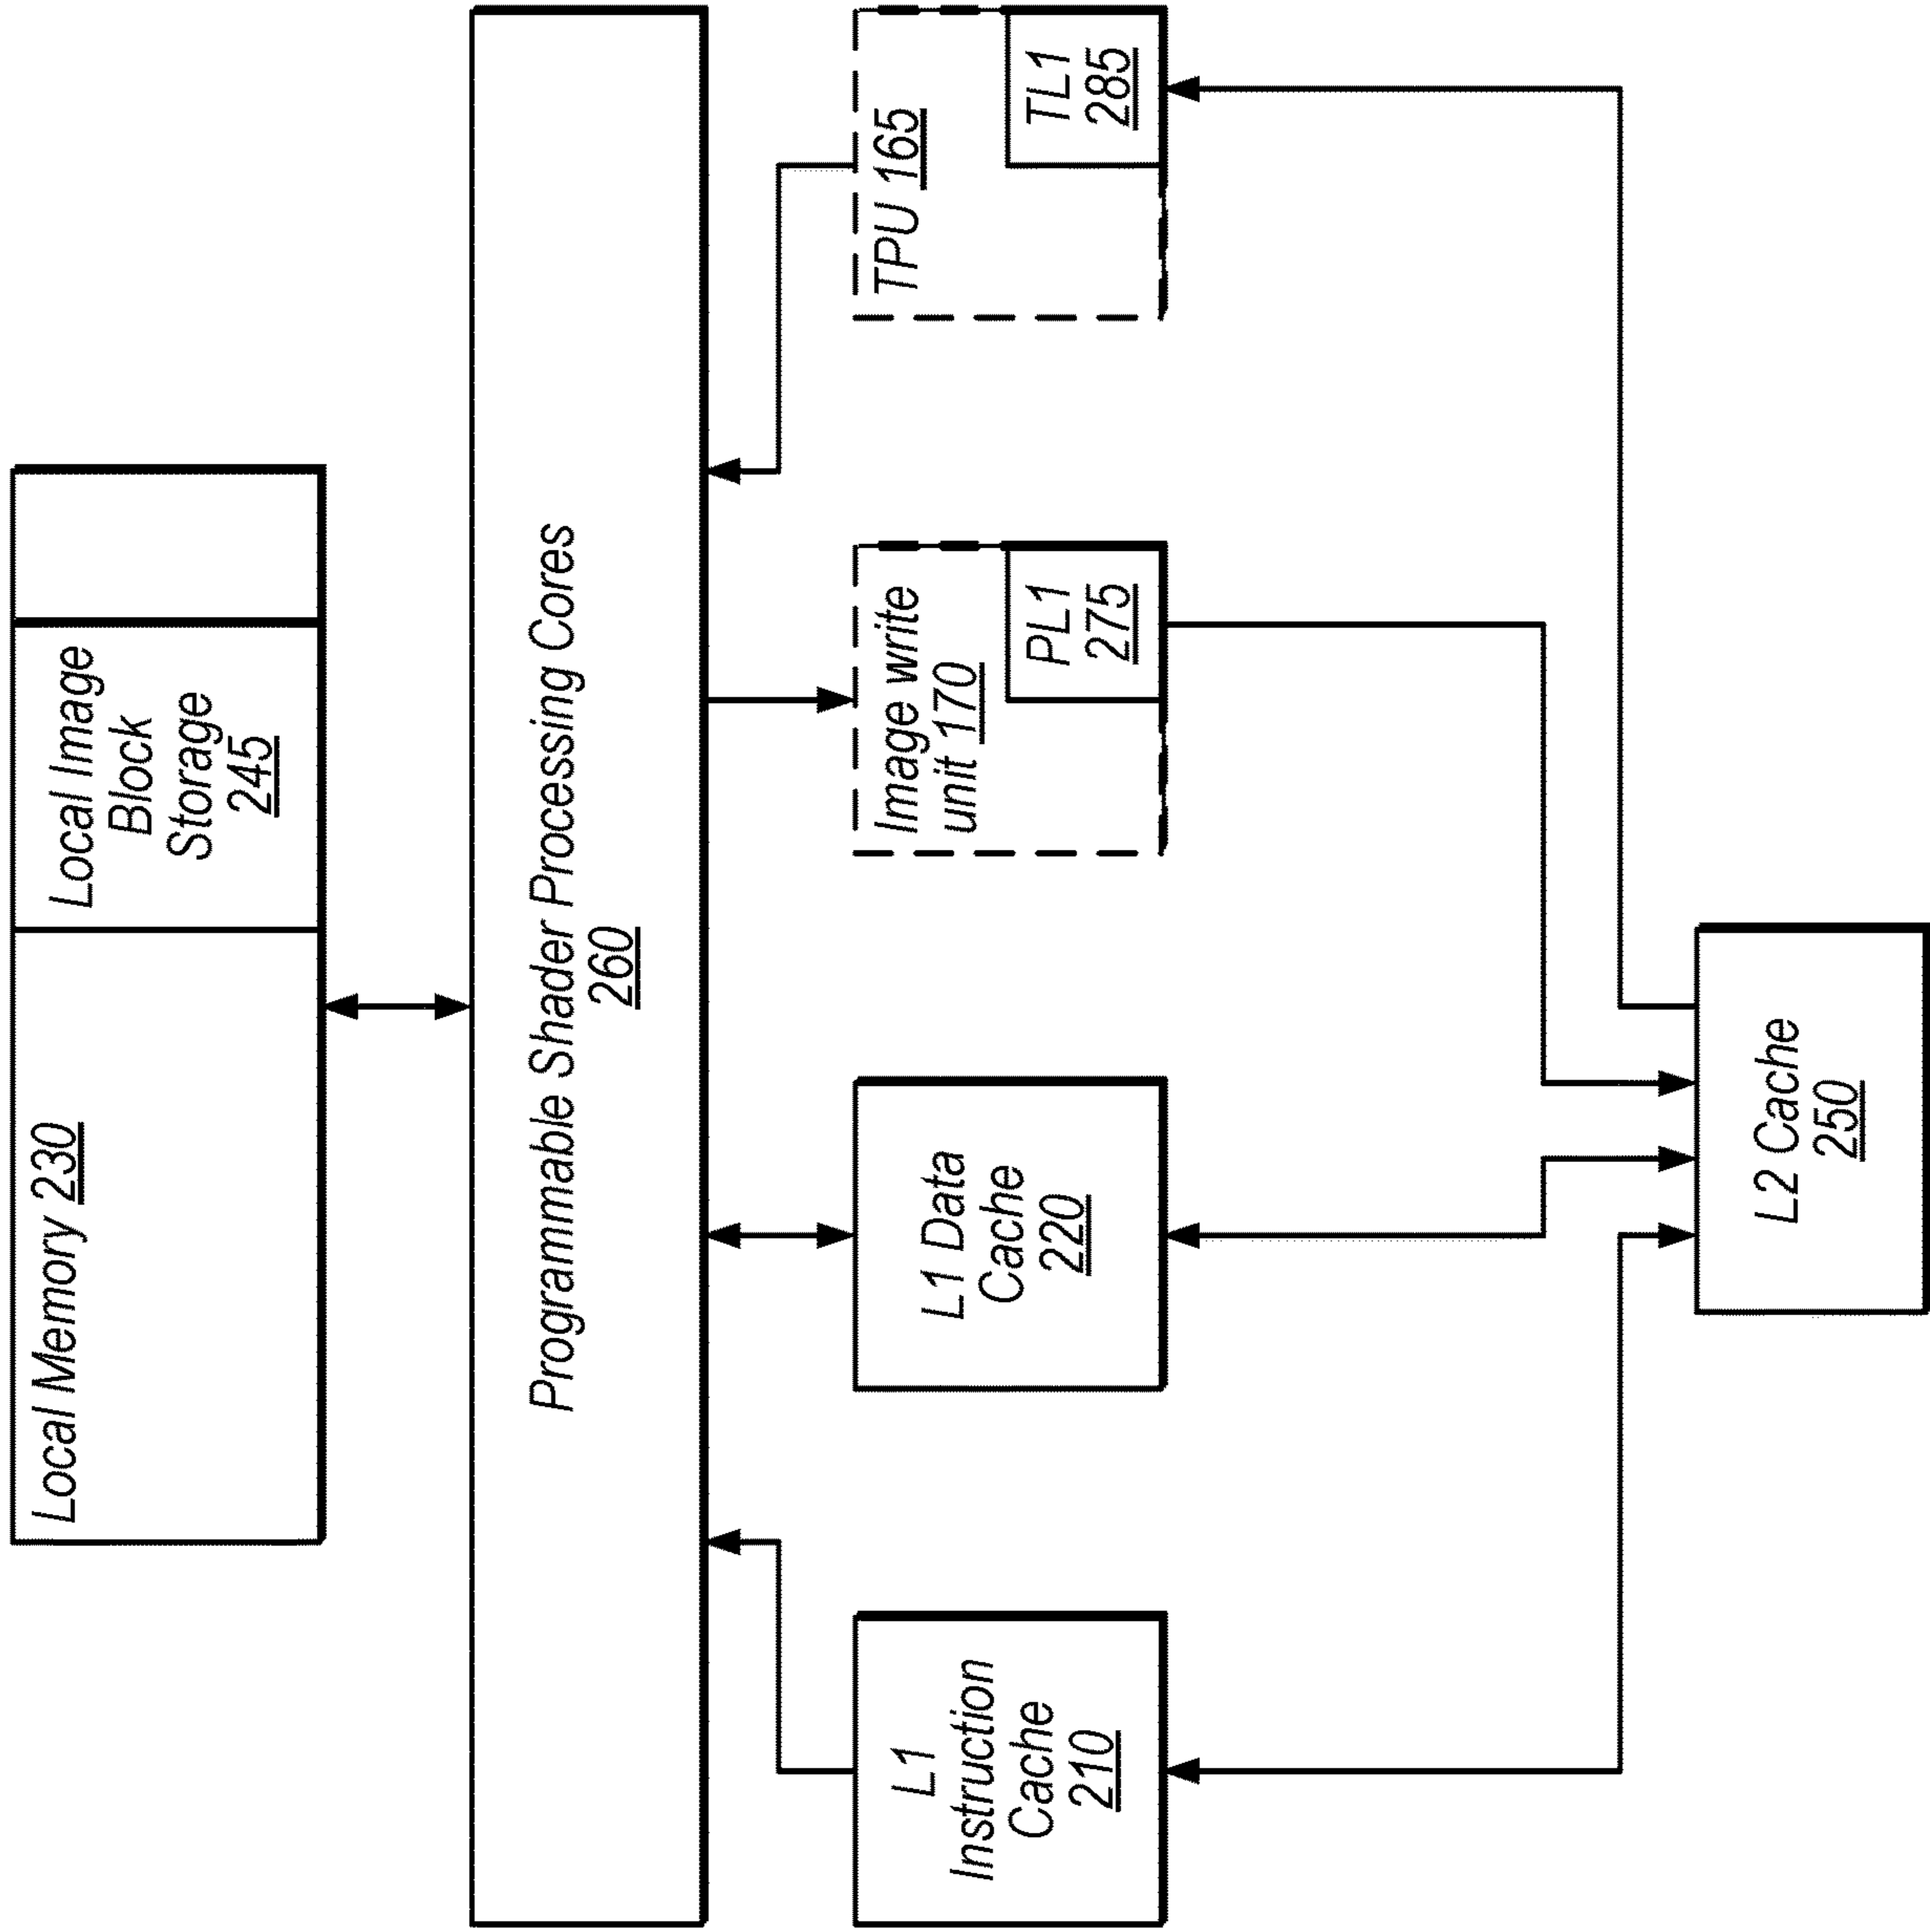 Local Memory 230
Local Image
Block
Storage
245
Programmable Shader Processing Cores
260
L1
Instruction
Cache
210
L1 Data
Cache
220
Image write
unit 170
PL1
275
TPU 165
TL1
285
L2 Cache
250